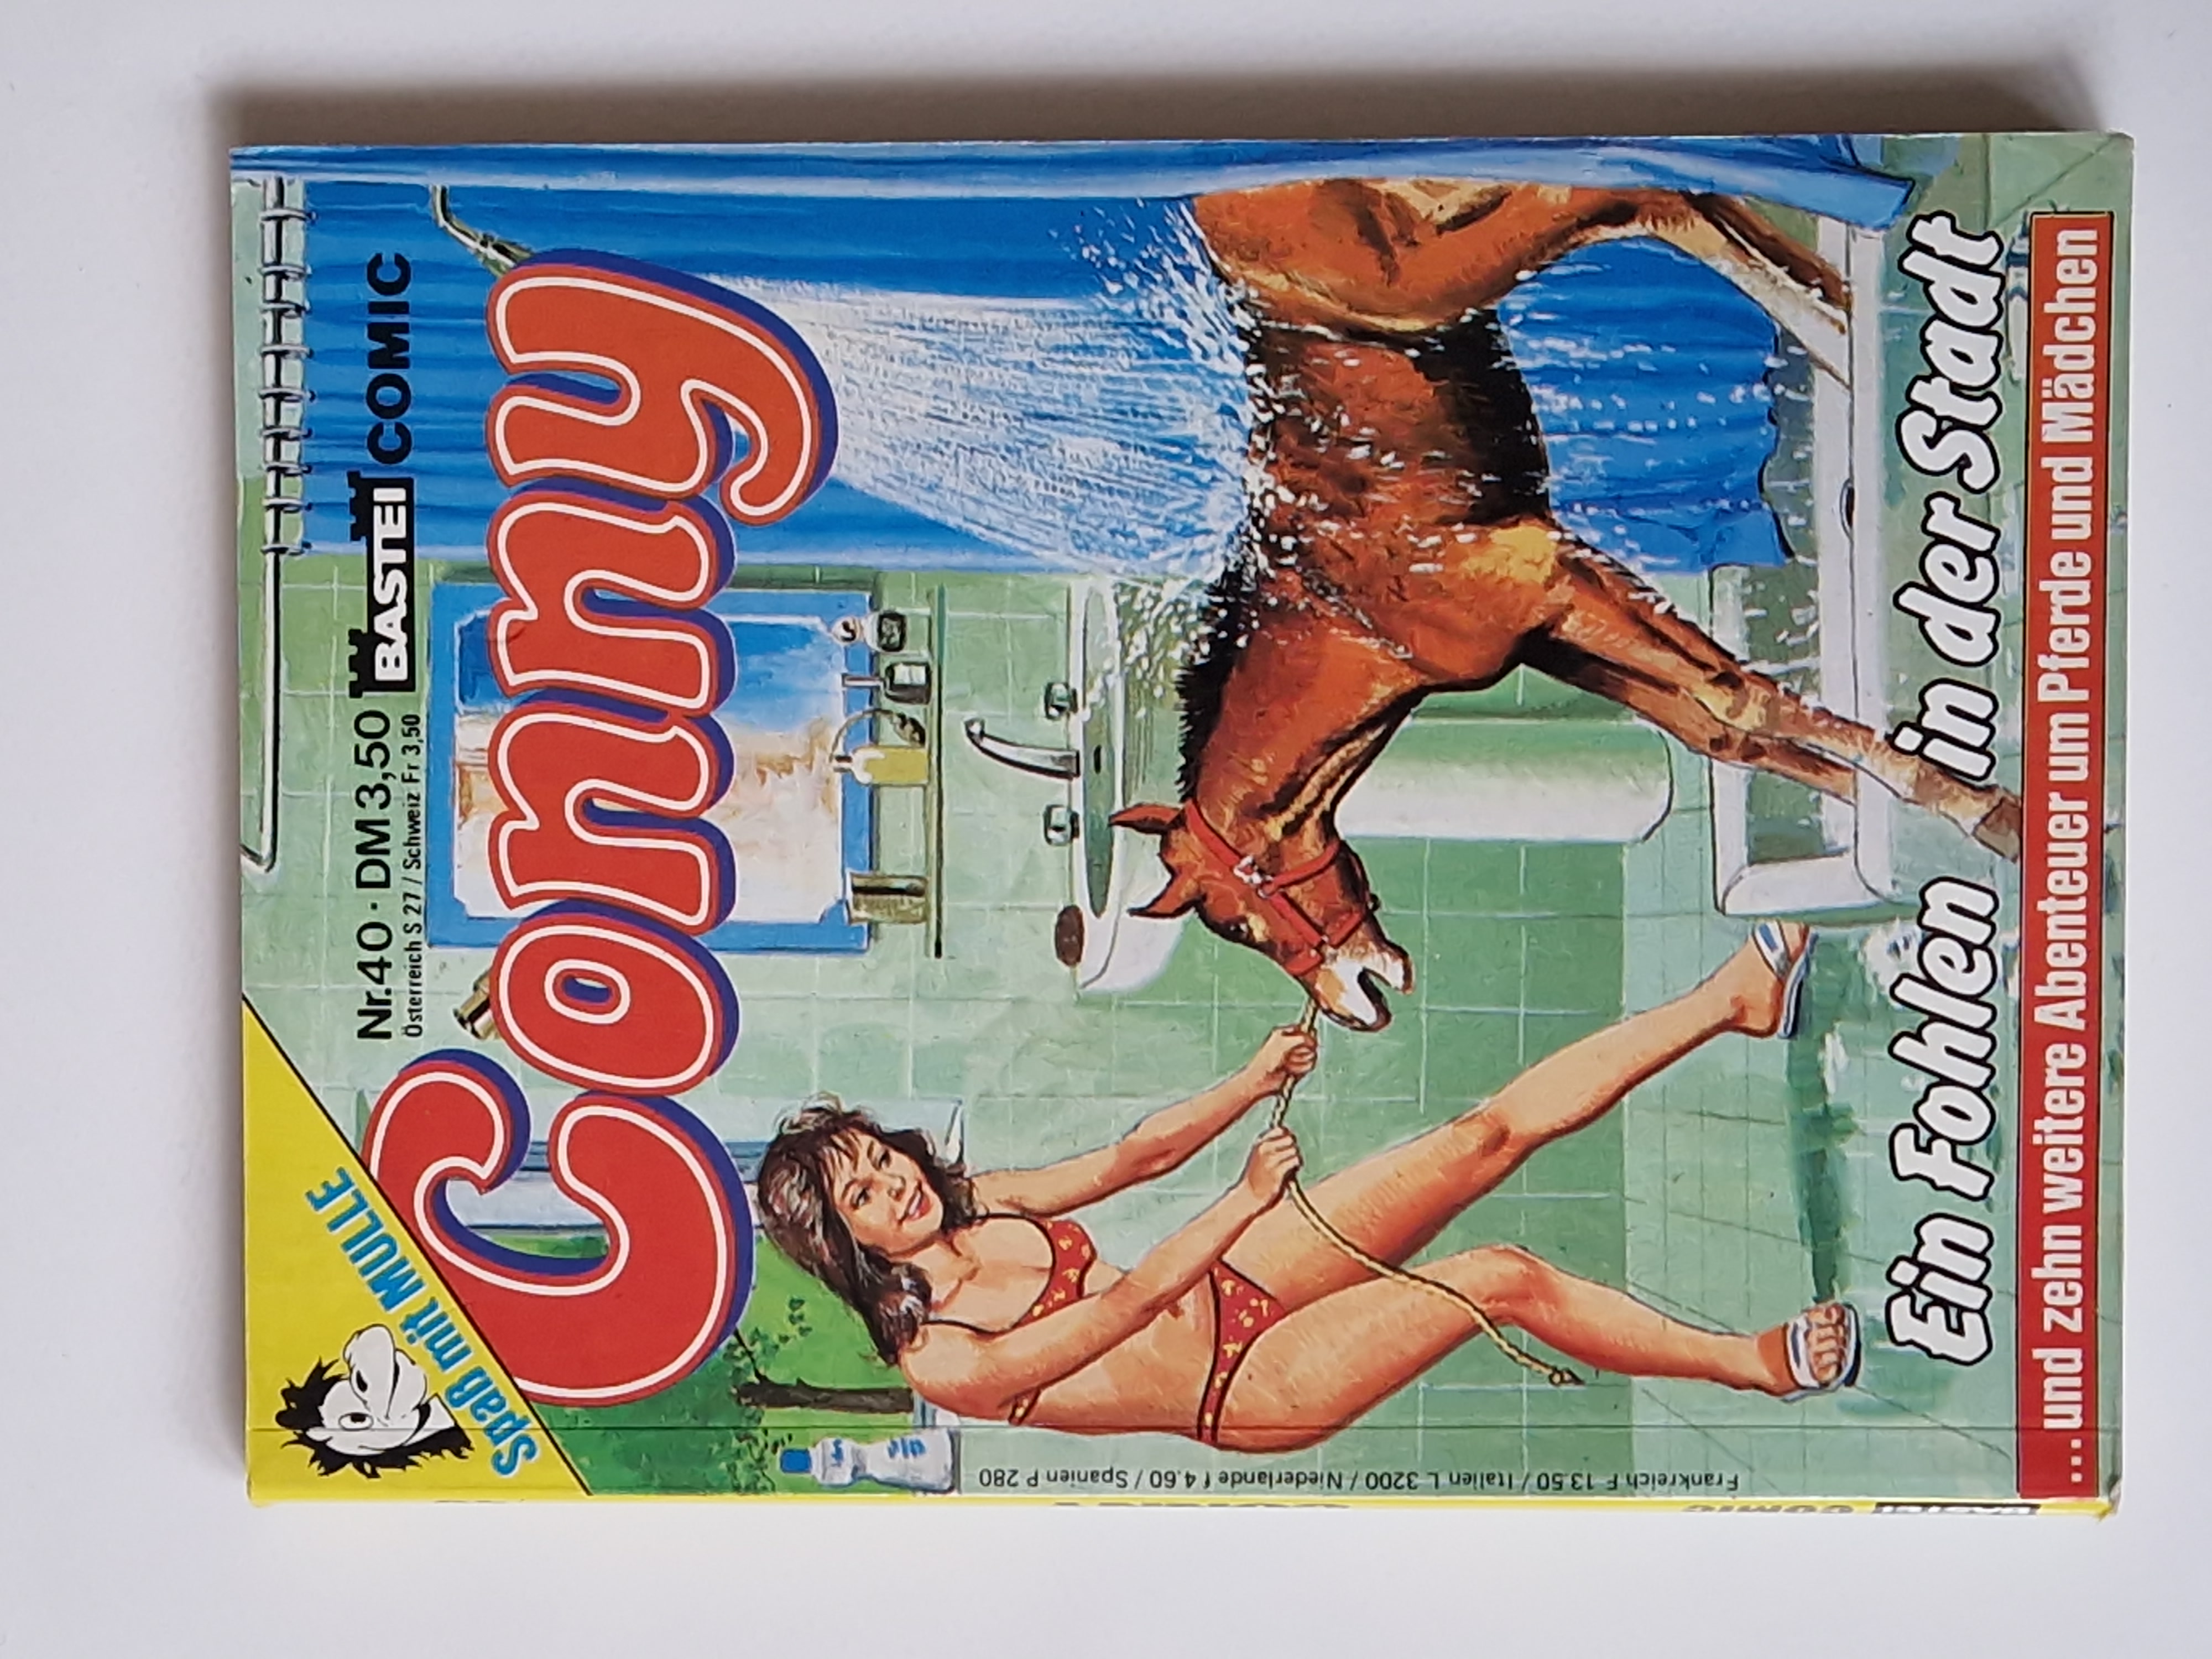 Spaß mit MULLE
Nr.40 · DM 3,50 BASTEI COMIC
Österreich S 27 / Schweiz Fr 3,50
Conny
Frankreich F 13.50 / Italien L 3200 / Niederlande f 4.60 / Spanien P 280
Ein Fohlen in der Stadt
...und zehn weitere Abenteuer um Pferde und Mädchen